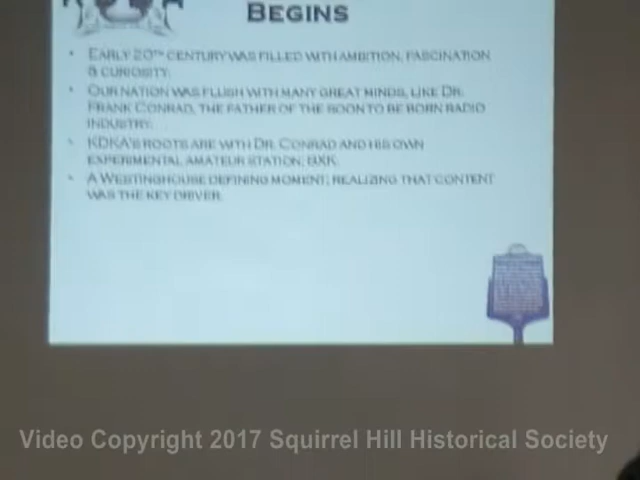 BEGINS
• EARLY 20TH CENTURY WAS FILLED WITH AMBITION, FASCINATION
& CURIOSITY.
• OUR NATION WAS FLUSH WITH MANY GREAT MINDS, LIKE DR.
FRANK CONRAD, THE FATHER OF THE SOON TO BE BORN RADIO
INDUSTRY.
• KDKA'S ROOTS ARE WITH DR. CONRAD AND HIS OWN
EXPERIMENTAL AMATEUR STATION, 8XK.
• A WESTINGHOUSE DEFINING MOMENT; REALIZING THAT CONTENT
WAS THE KEY DRIVER.
Video Copyright 2017 Squirrel Hill Historical Society